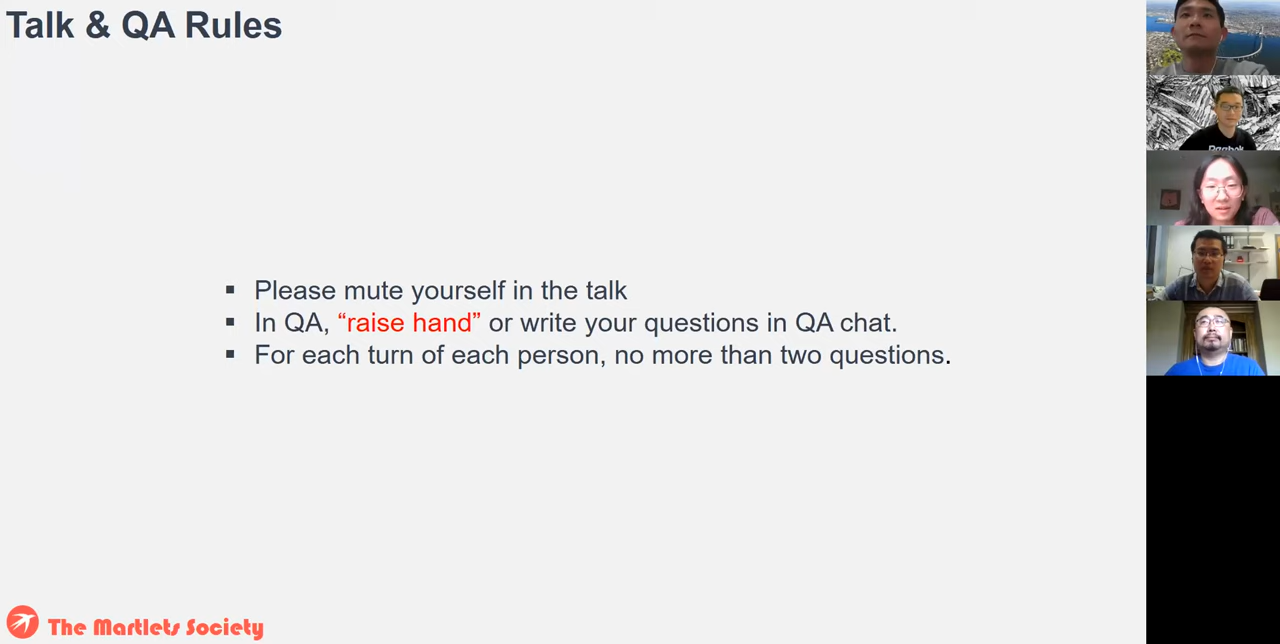 Talk & QA Rules
▪ Please mute yourself in the talk
▪ In QA, “raise hand” or write your questions in QA chat.
▪ For each turn of each person, no more than two questions.
The Martlets Society
Reebok